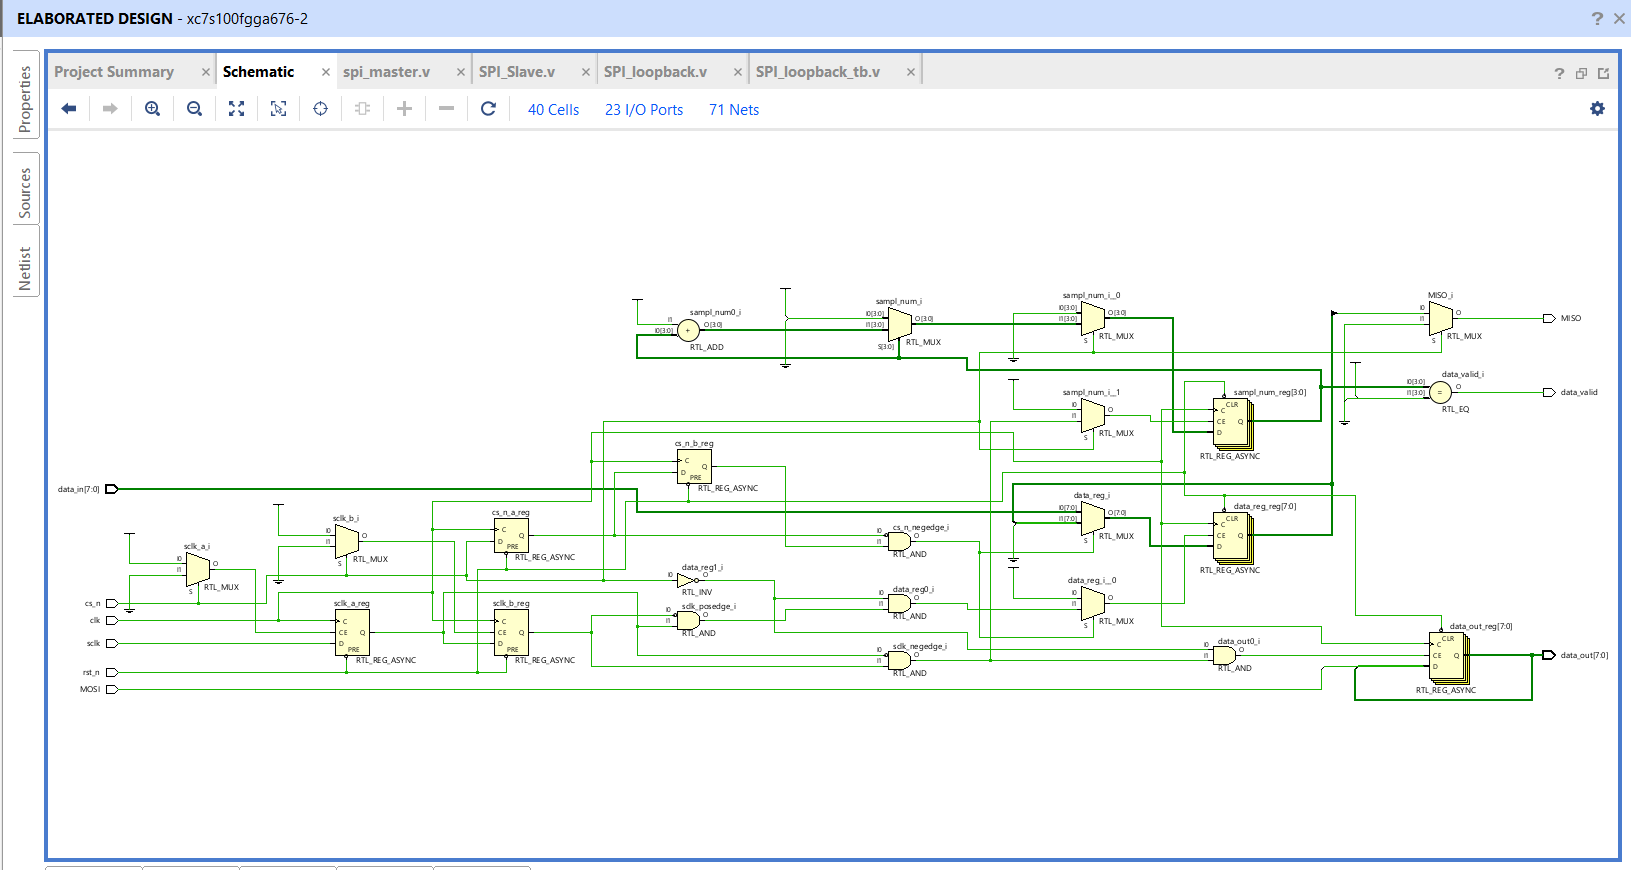 ELABORATED DESIGN - xc7s100fgga676-2
Properties
Sources
Netlist
Project Summary
Schematic
spi_master.v
SPI_Slave.v
SPI_loopback.v
SPI_loopback_tb.v
40 Cells
23 I/O Ports
71 Nets
sampl_num0_i
I1
I0[3:0]
+
O[3:0]
RTL_ADD
sampl_num_i
I0[3:0]
I1[3:0]
S[3:0]
O[3:0]
RTL_MUX
sampl_num_i__0
I0[3:0]
I1[3:0]
S
O[3:0]
RTL_MUX
MISO_i
I0
I1
S
O
RTL_MUX
MISO
data_valid_i
I0[3:0]
I1[3:0]
=
O
RTL_EQ
data_valid
sampl_num_i__1
I0
I1
S
O
RTL_MUX
sampl_num_reg[3:0]
CLR
C
CE
D
Q
RTL_REG_ASYNC
cs_n_b_reg
C
D
PRE
Q
RTL_REG_ASYNC
data_in[7:0]
data_reg_i
I0[7:0]
I1[7:0]
S
O[7:0]
RTL_MUX
data_reg_reg[7:0]
CLR
C
CE
D
Q
RTL_REG_ASYNC
cs_n_a_reg
C
D
PRE
Q
RTL_REG_ASYNC
sclk_b_i
I0
I1
S
O
RTL_MUX
sclk_a_i
I0
I1
S
O
RTL_MUX
cs_n_negedge_i
I0
I1
O
RTL_AND
data_reg1_i
I0
O
RTL_INV
data_reg_i__0
I0
I1
S
O
RTL_MUX
data_reg0_i
I0
I1
O
RTL_AND
sdk_posedge_i
I0
I1
O
RTL_AND
cs_n
clk
sclk
rst_n
MOSI
sclk_a_reg
C
CE
D
PRE
Q
RTL_REG_ASYNC
sclk_b_reg
C
CE
D
PRE
Q
RTL_REG_ASYNC
sdk_negedge_i
I0
I1
O
RTL_AND
data_out0_i
I0
I1
O
RTL_AND
data_out_reg[7:0]
CLR
C
CE
D
Q
RTL_REG_ASYNC
data_out[7:0]